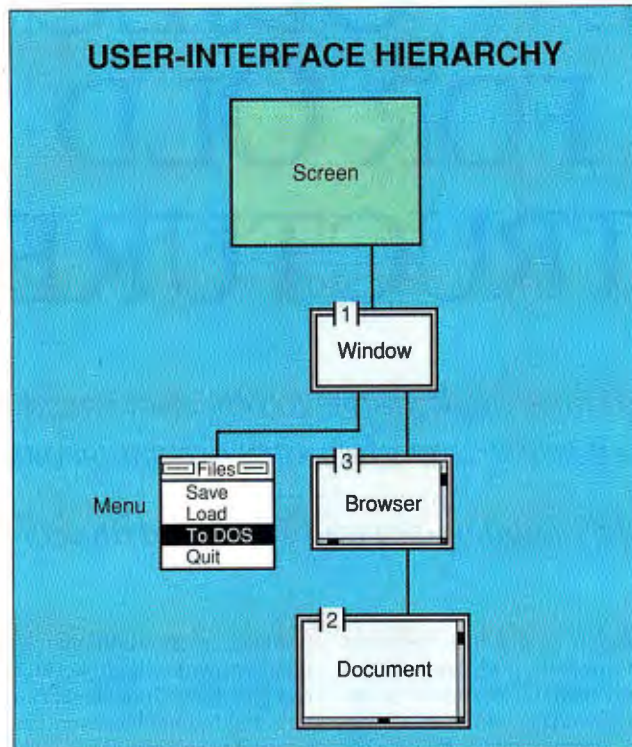 USER-INTERFACE HIERARCHY
Screen
1
Window
Menu
Files
Save
Load
To DOS
Quit
3
Browser
2
Document